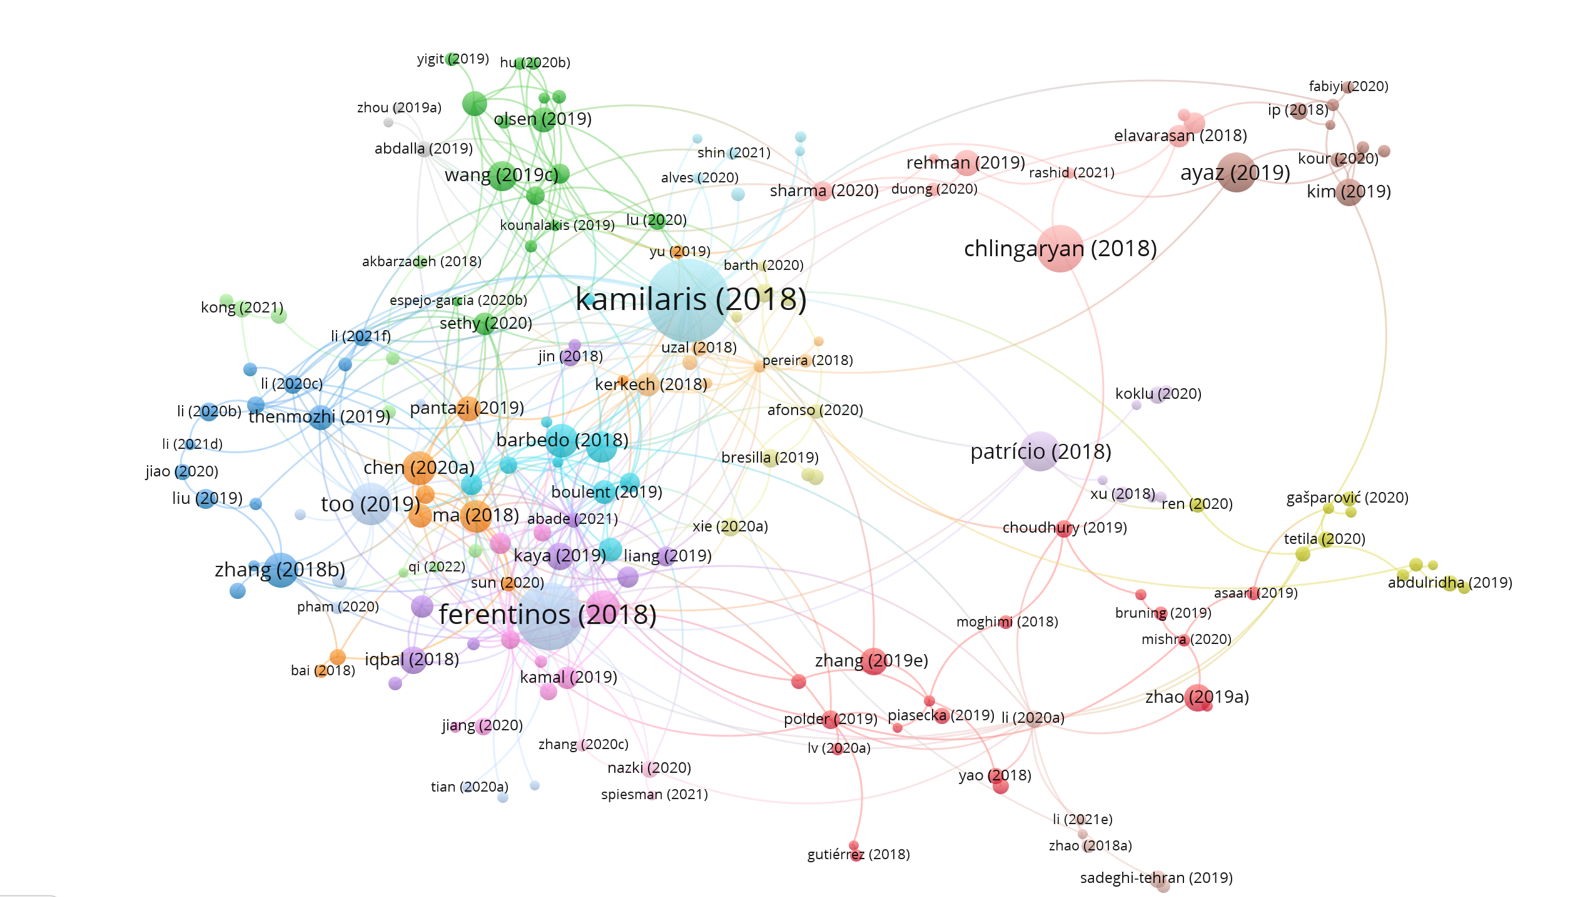 yigit (2019)
hu (2020b)
fabiyi (2020)
zhou (2019a)
ip (2018)
olsen (2019)
elavarasan (2018)
abdalla (2019)
shin (2021)
kour (2020)
rehman (2019)
wang (2019c)
alves (2020)
rashid (2021)
ayaz (2019)
sharma (2020)
duong (2020)
kim (2019)
kounalakis (2019)
lu (2020)
yu (2019)
chlingaryan (2018)
akbarzadeh (2018)
barth (2020)
kong (2021)
espejo-garcia (2020b)
kamilaris (2018)
sethy (2020)
li (2021f)
jin (2018)
uzal (2018)
pereira (2018)
li (2020c)
kerkech (2018)
koklu (2020)
li (2020b)
thenmozhi (2019)
pantazi (2019)
afonso (2020)
li (2021d)
barbedo (2018)
patrício (2018)
jiao (2020)
chen (2020a)
bresilla (2019)
liu (2019)
too (2019)
boulent (2019)
xu (2018)
ren (2020)
gašparović (2020)
ma (2018)
abade (2021)
xie (2020a)
choudhury (2019)
tetila (2020)
zhang (2018b)
qi (2022)
kaya (2019)
liang (2019)
sun (2020)
abdulridha (2019)
pham (2020)
ferentinos (2018)
asaari (2019)
moghimi (2018)
bruning (2019)
mishra (2020)
bai (2018)
iqbal (2018)
kamal (2019)
zhang (2019e)
zhao (2019a)
jiang (2020)
polder (2019)
piasecka (2019)
li (2020a)
zhang (2020c)
lv (2020a)
nazki (2020)
yao (2018)
tian (2020a)
spiesman (2021)
li (2021e)
gutiérrez (2018)
zhao (2018a)
sadeghi-tehran (2019)